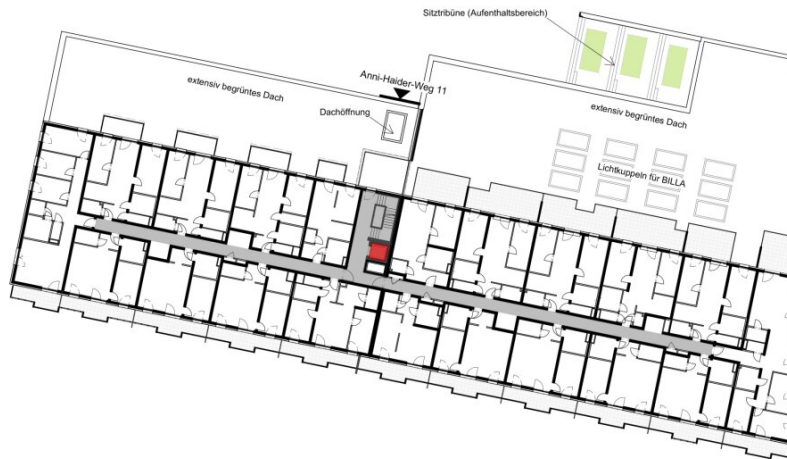 Sitztribüne (Aufenthaltsbereich)
Anni-Haider-Weg 11
extensiv begrüntes Dach
extensiv begrüntes Dach
Dachöffnung
Lichtkuppeln für BILLA